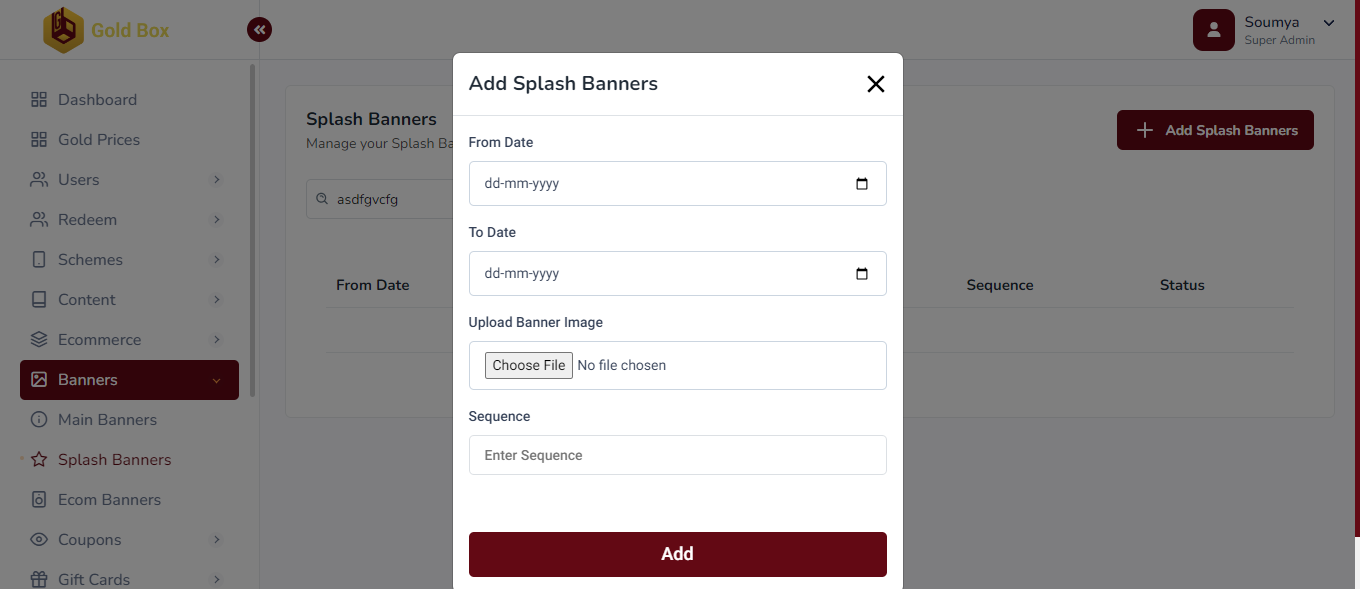 Gold Box
Soumya
Super Admin
Dashboard
Gold Prices
Users
Redeem
Schemes
Content
Ecommerce
Banners
Main Banners
Splash Banners
Ecom Banners
Coupons
Gift Cards
Splash Banners
Manage your Splash Ba
Add Splash Banners
asdfgvcfg
From Date
Sequence
Status
Add Splash Banners
From Date
dd-mm-yyyy
To Date
dd-mm-yyyy
Upload Banner Image
Choose File No file chosen
Sequence
Enter Sequence
Add